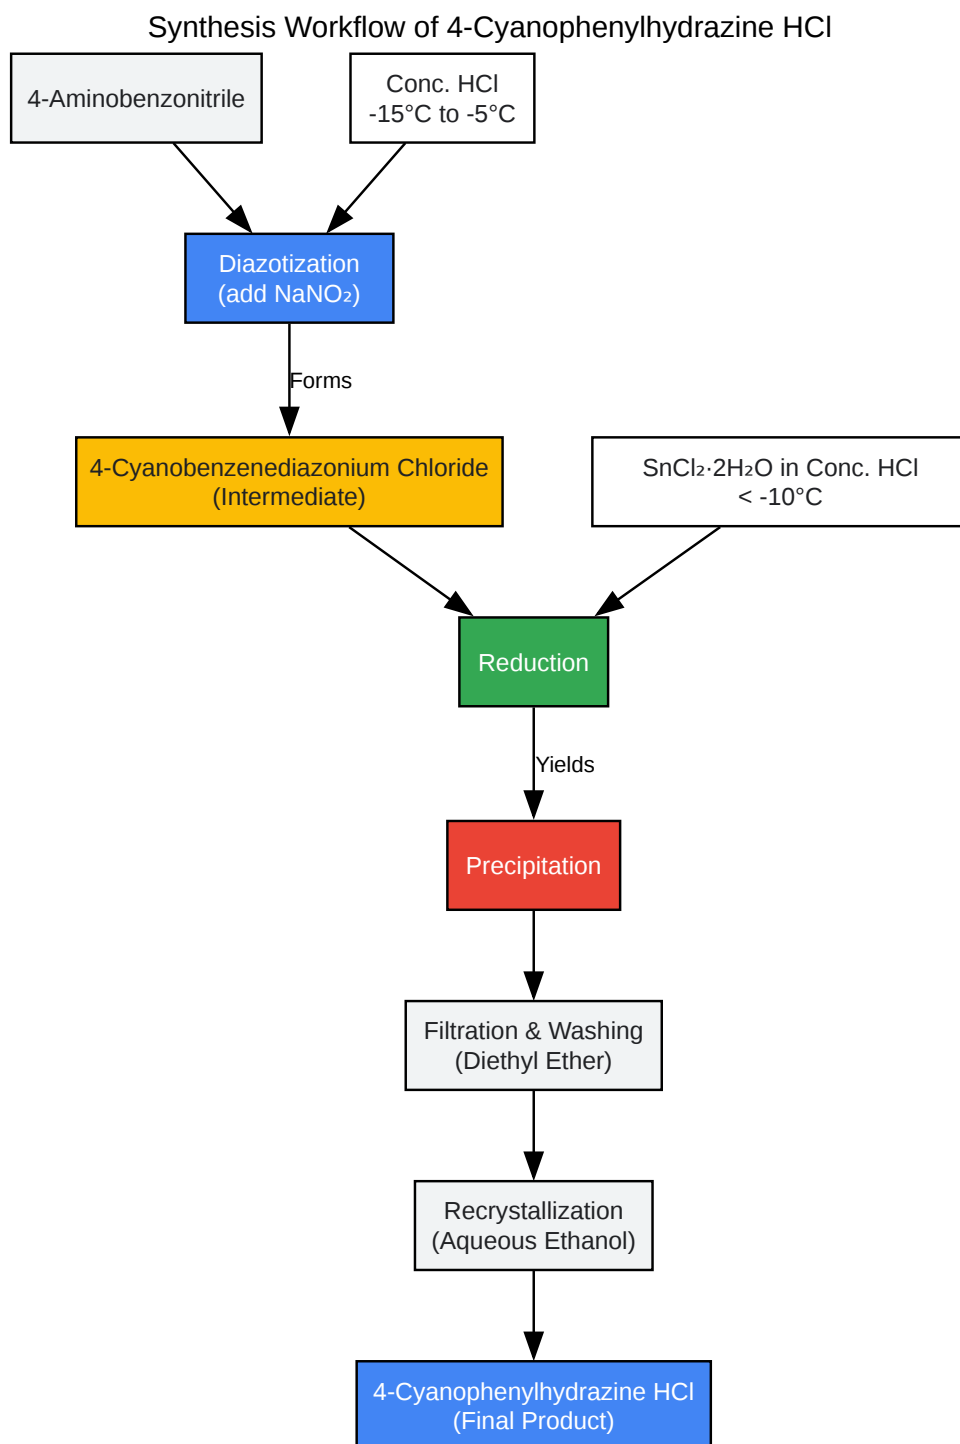 Synthesis Workflow of 4-Cyanophenylhydrazine HCl
4-Aminobenzonitrile
Conc. HCl
-15°C to -5°C
Diazotization
(add NaNO₂)
Forms
4-Cyanobenzenediazonium Chloride
(Intermediate)
SnCl₂·2H₂O in Conc. HCl
< -10°C
Reduction
Yields
Precipitation
Filtration & Washing
(Diethyl Ether)
Recrystallization
(Aqueous Ethanol)
4-Cyanophenylhydrazine HCl
(Final Product)